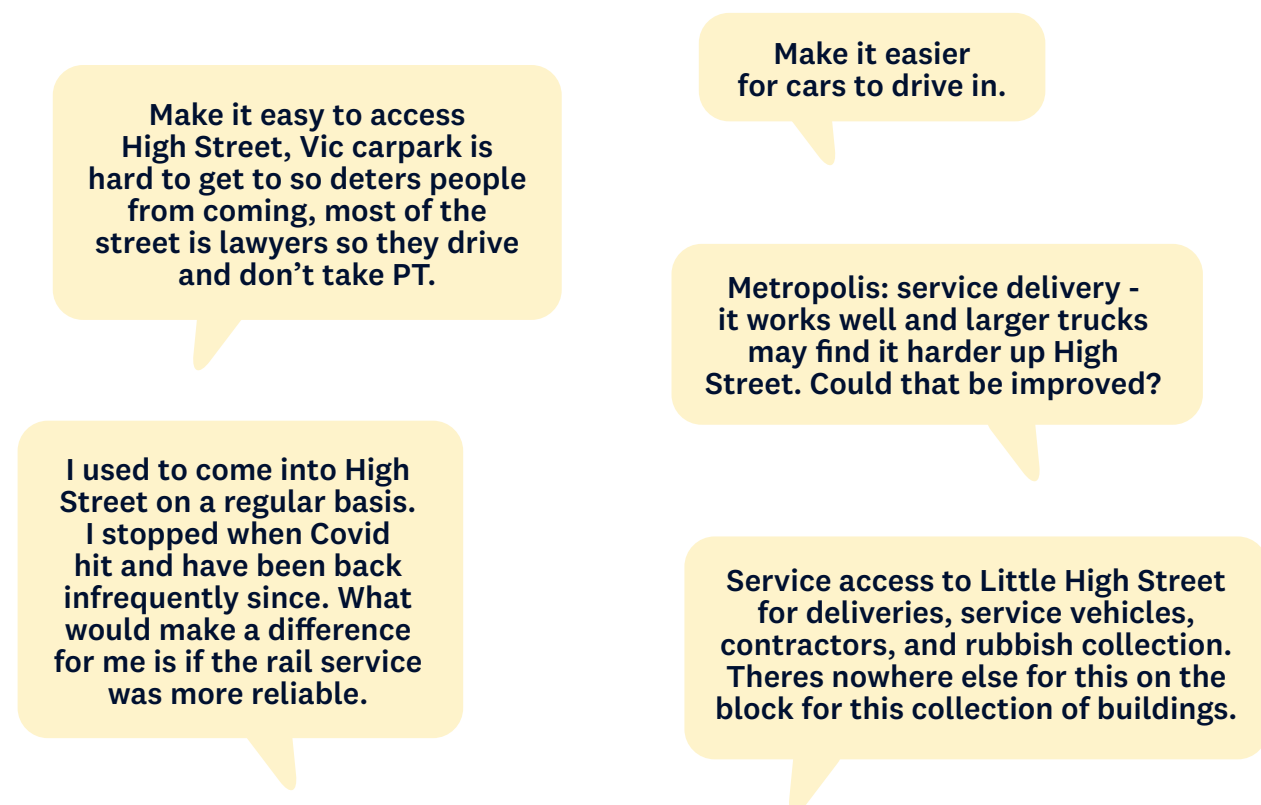 Make it easy to access
High Street, Vic carpark is
hard to get to so deters people
from coming, most of the
street is lawyers so they drive
and don’t take PT.
I used to come into High
Street on a regular basis.
I stopped when Covid
hit and have been back
infrequently since. What
would make a difference
for me is if the rail service
was more reliable.
Make it easier
for cars to drive in.
Metropolis: service delivery -
it works well and larger trucks
may find it harder up High
Street. Could that be improved?
Service access to Little High Street
for deliveries, service vehicles,
contractors, and rubbish collection.
Theres nowhere else for this on the
block for this collection of buildings.